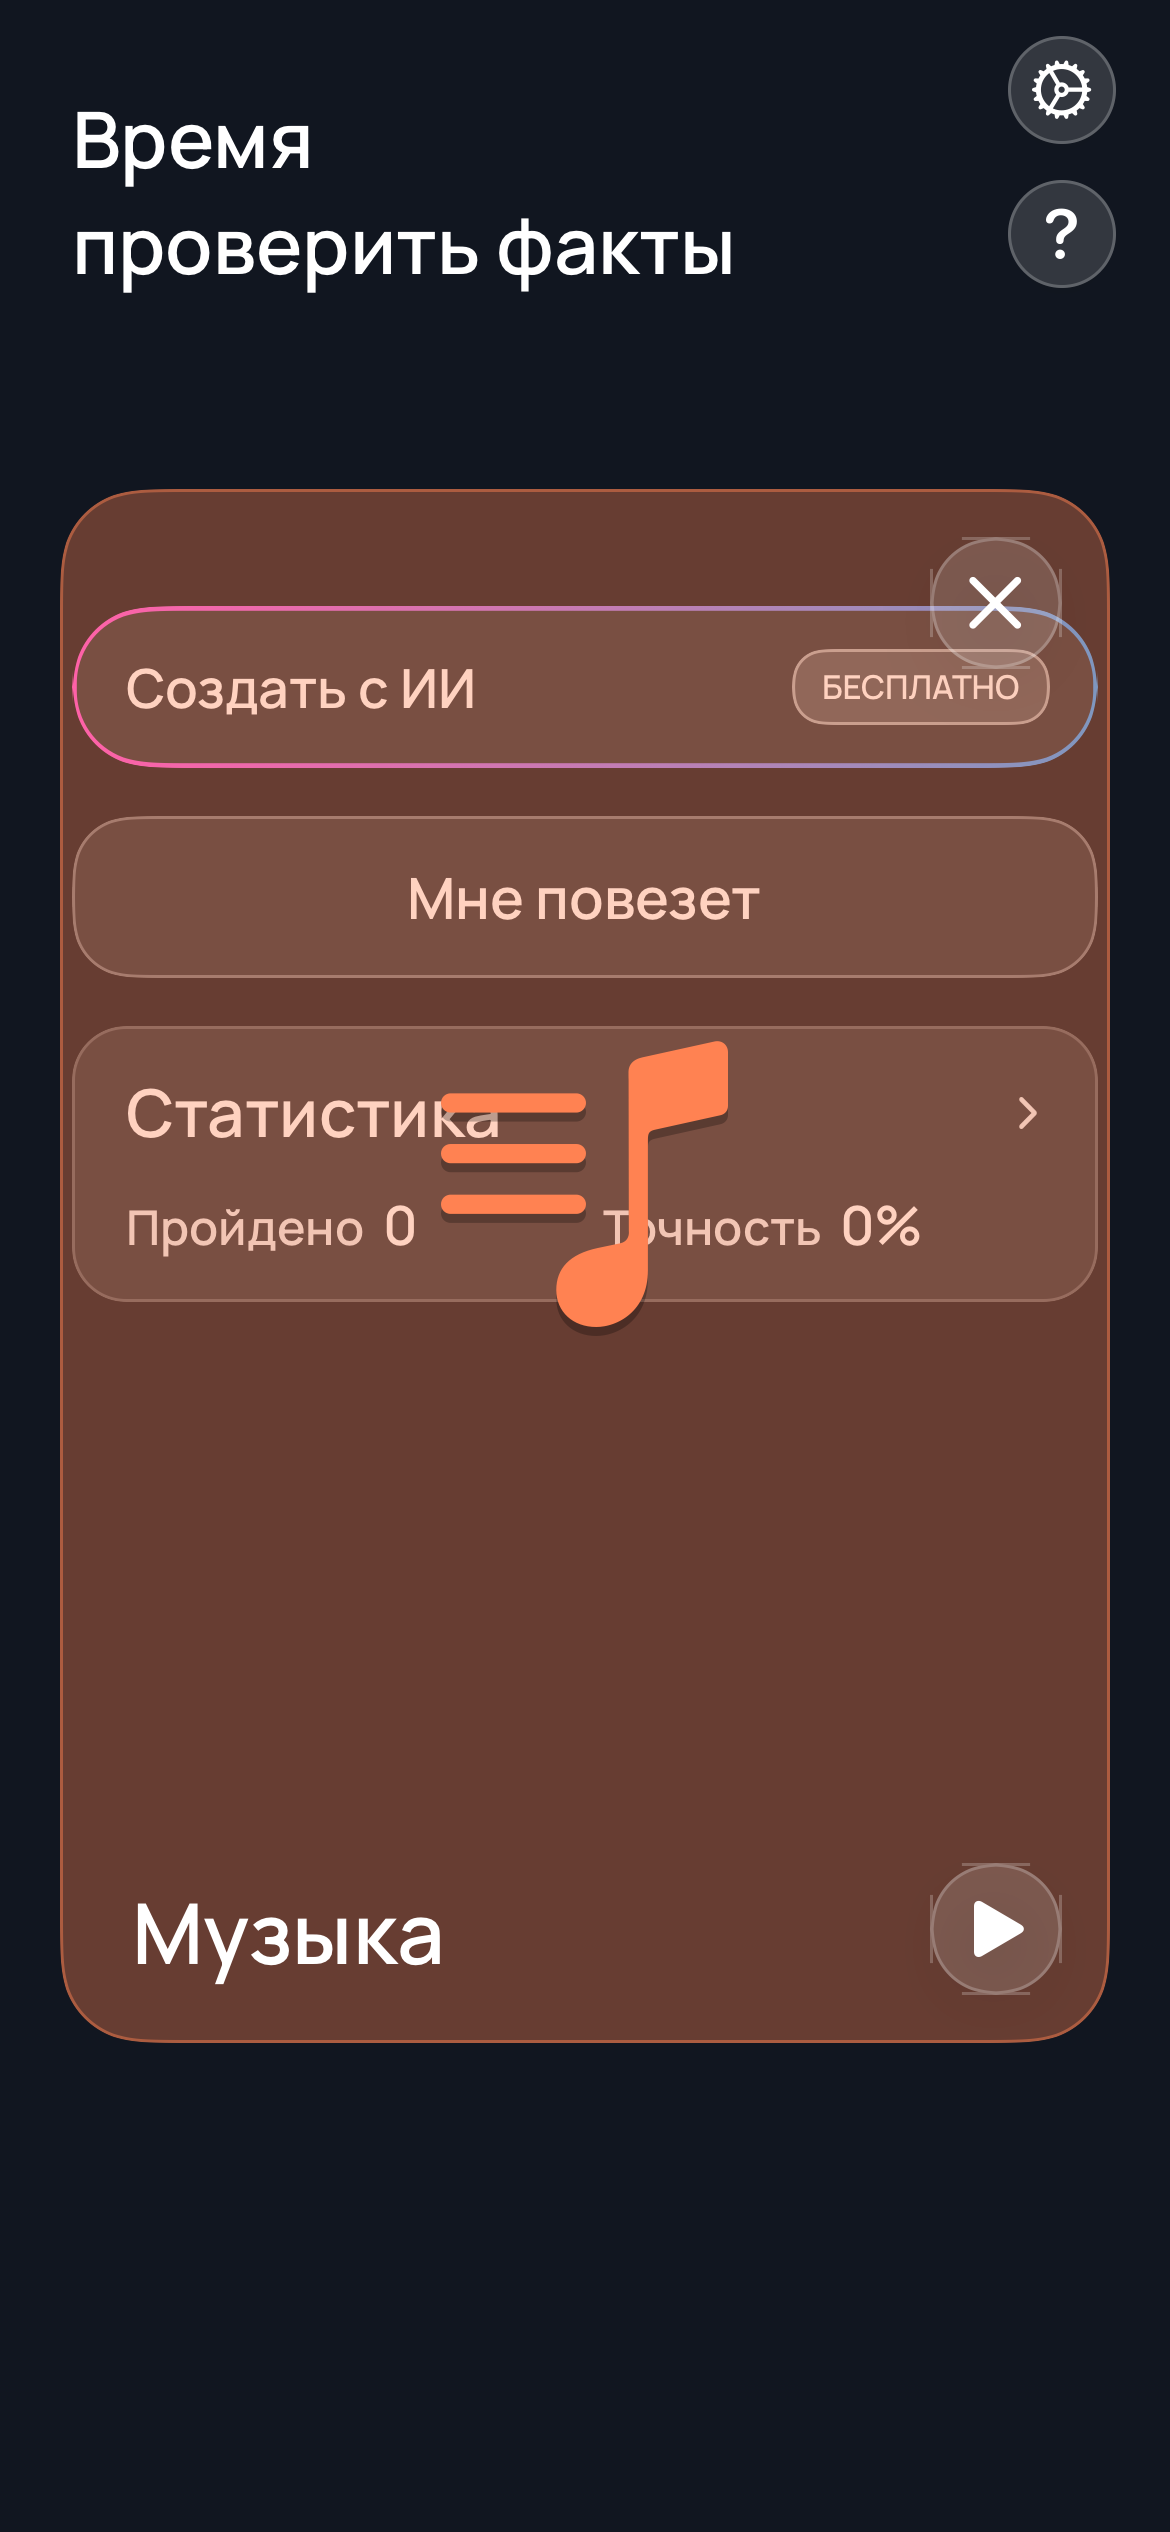 Время
проверить факты
Создать с ИИ
БЕСПЛАТНО
Мне повезет
Статистика
Пройдено 0
Точность 0%
Музыка